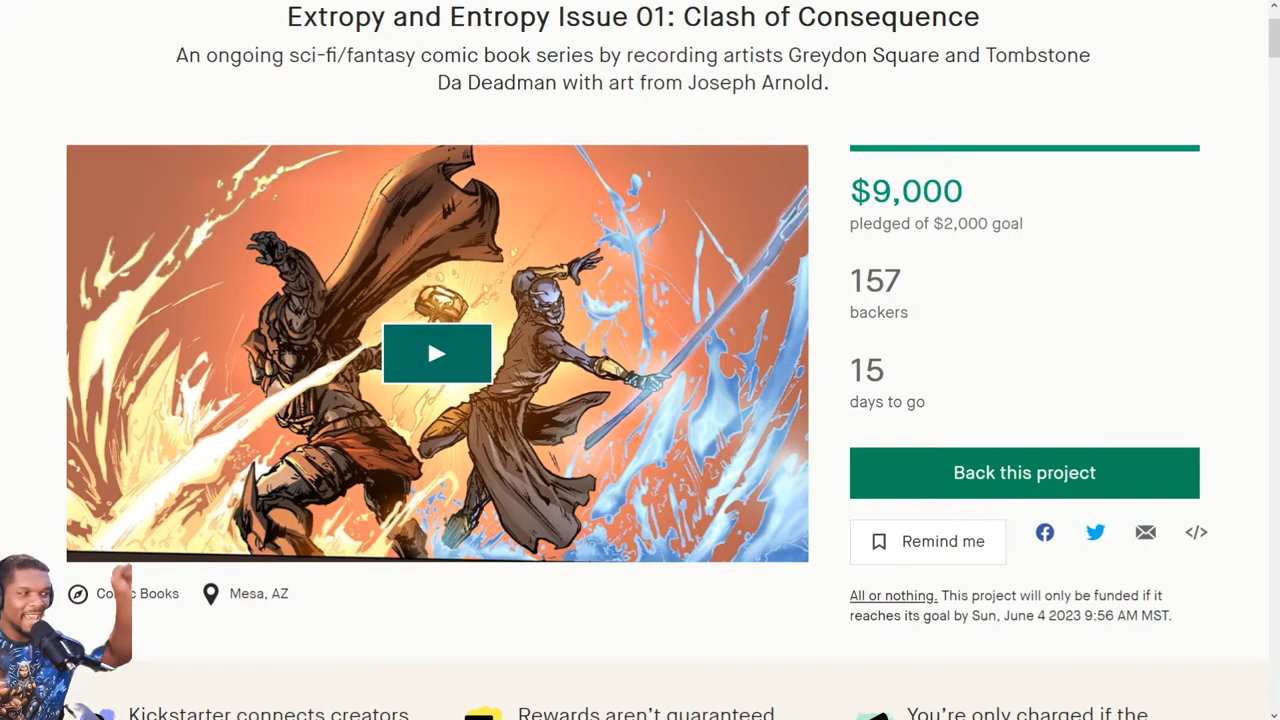 Extropy and Entropy Issue 01: Clash of Consequence
An ongoing sci-fi/fantasy comic book series by recording artists Greydon Square and Tombstone
Da Deadman with art from Joseph Arnold.
$9,000
pledged of $2,000 goal
157
backers
15
days to go
Back this project
Remind me
</>
All or nothing. This project will only be funded if it
reaches its goal by Sun, June 4 2023 9:56 AM MST.
Books
Mesa, AZ
Kickstarter connects creators
Rewards aren't guaranteed
You're only charged if the